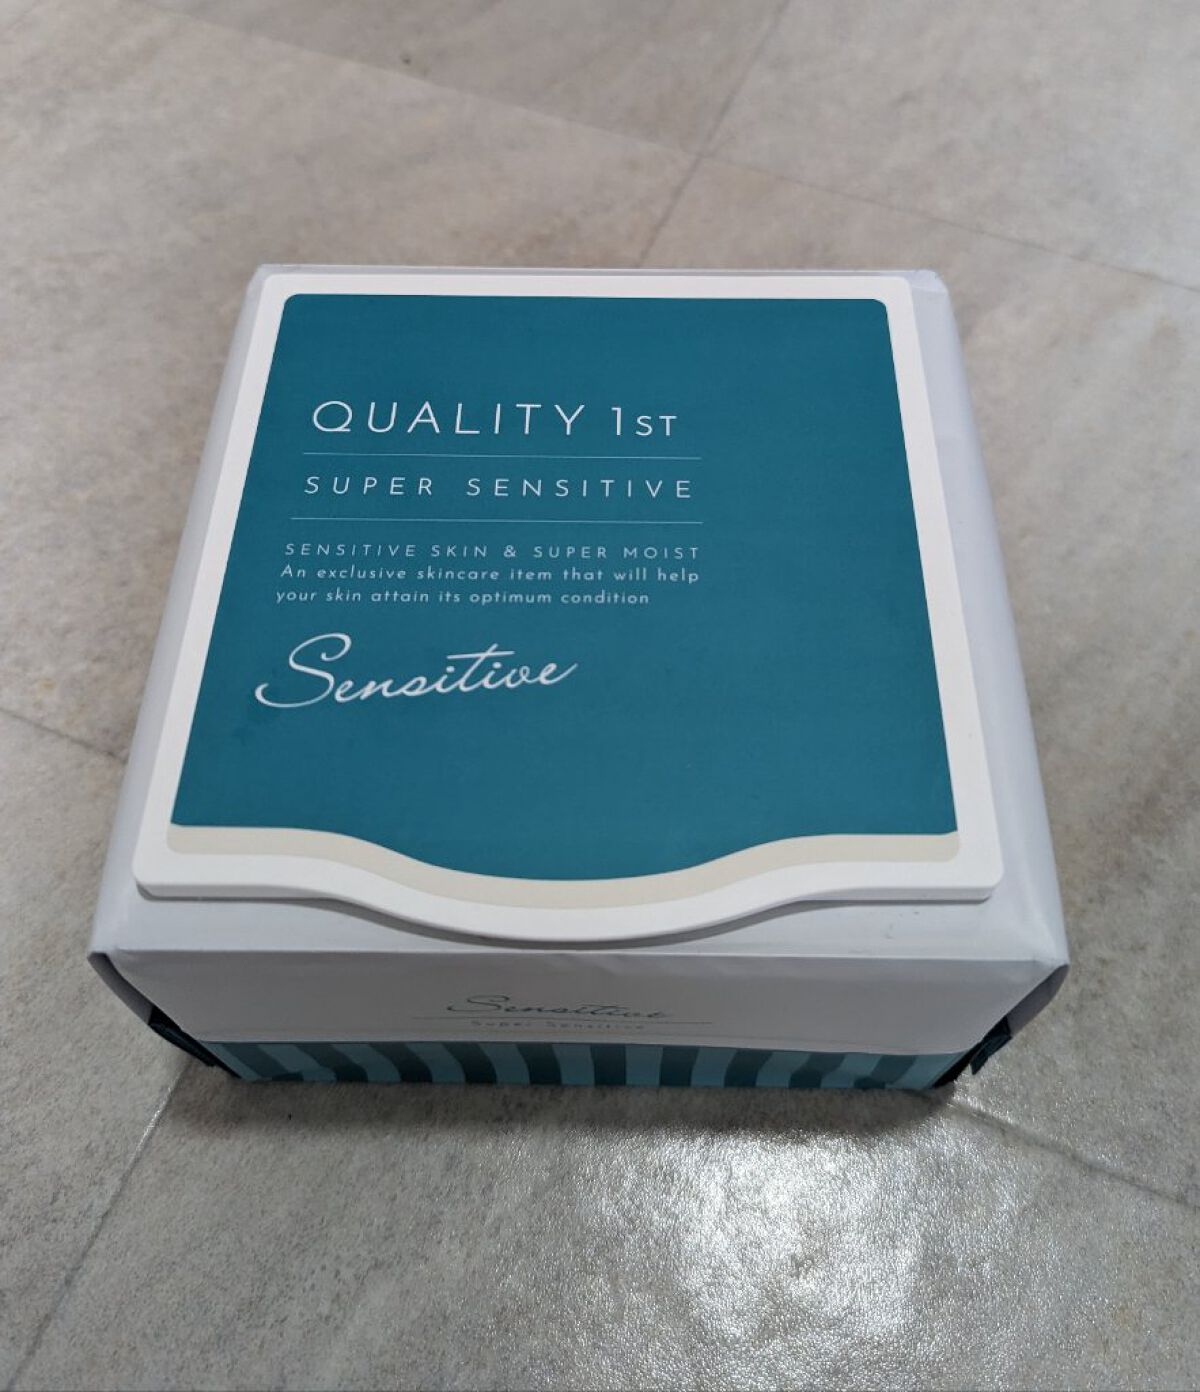 QUALITY 1ST
SUPER SENSITIVE
SENSITIVE SKIN & SUPER MOIST
An exclusive skincare item that will help
your skin attain its optimum condition
Sensitive
Sensitive
Super Sensitive